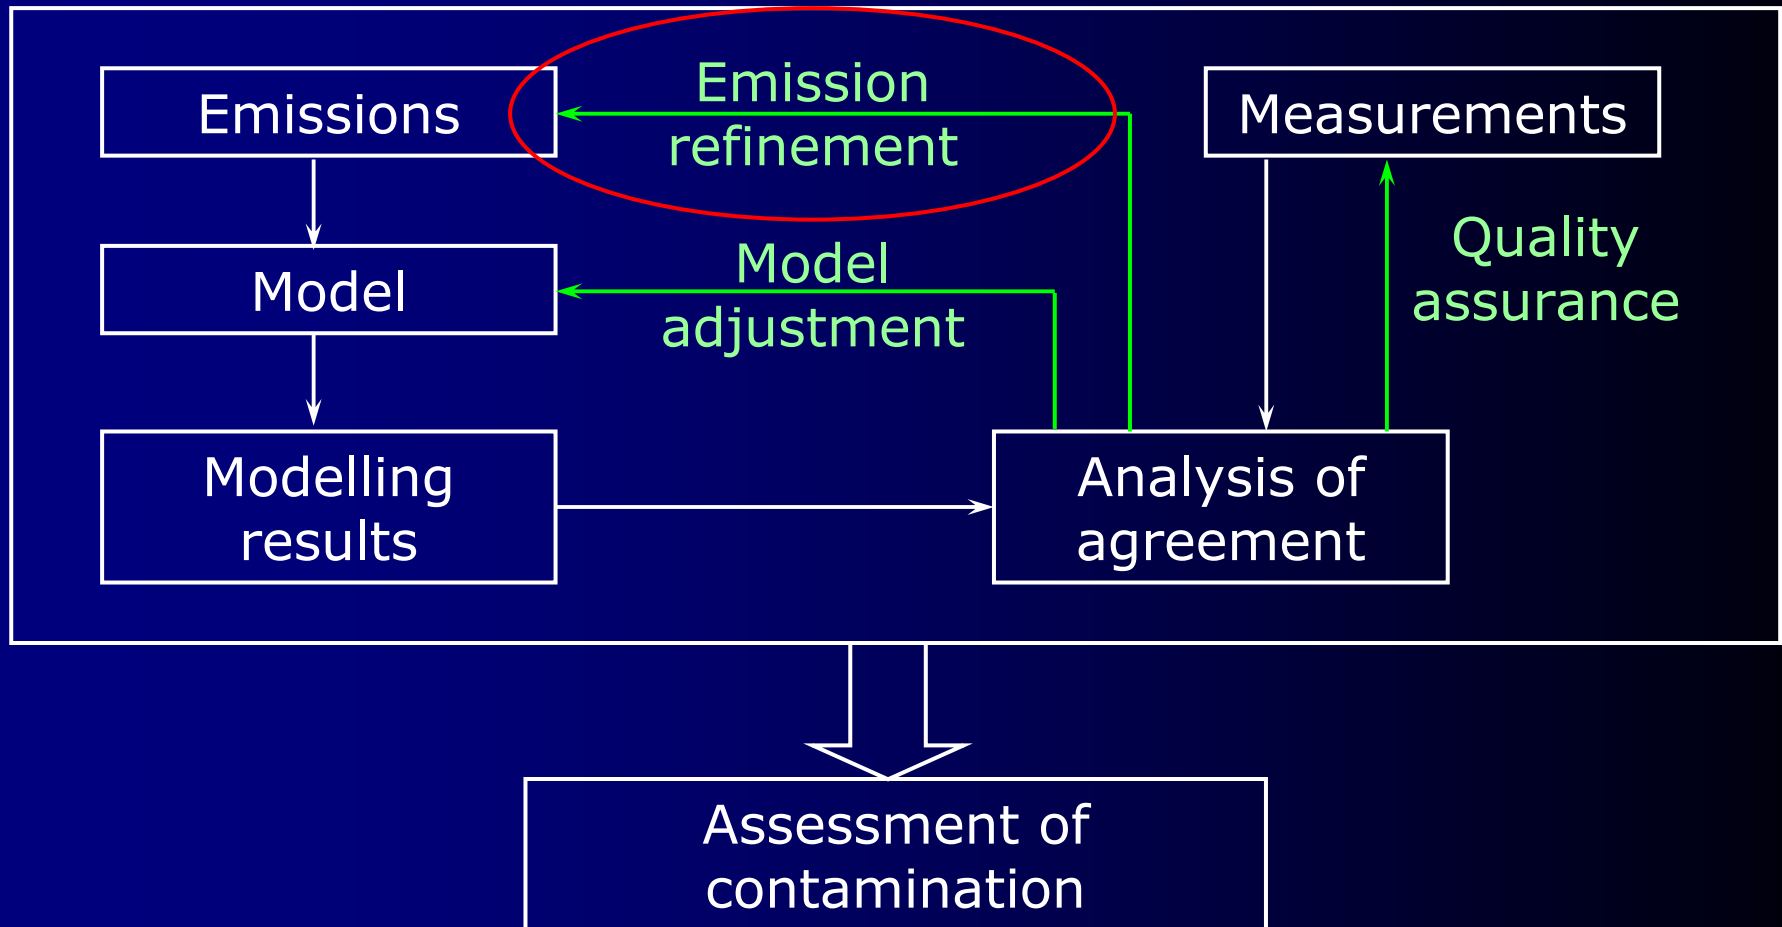 Emissions
Emission
refinement
Measurements
Model
Model
adjustment
Quality
assurance
Modelling
results
Analysis of
agreement
Assessment of
contamination